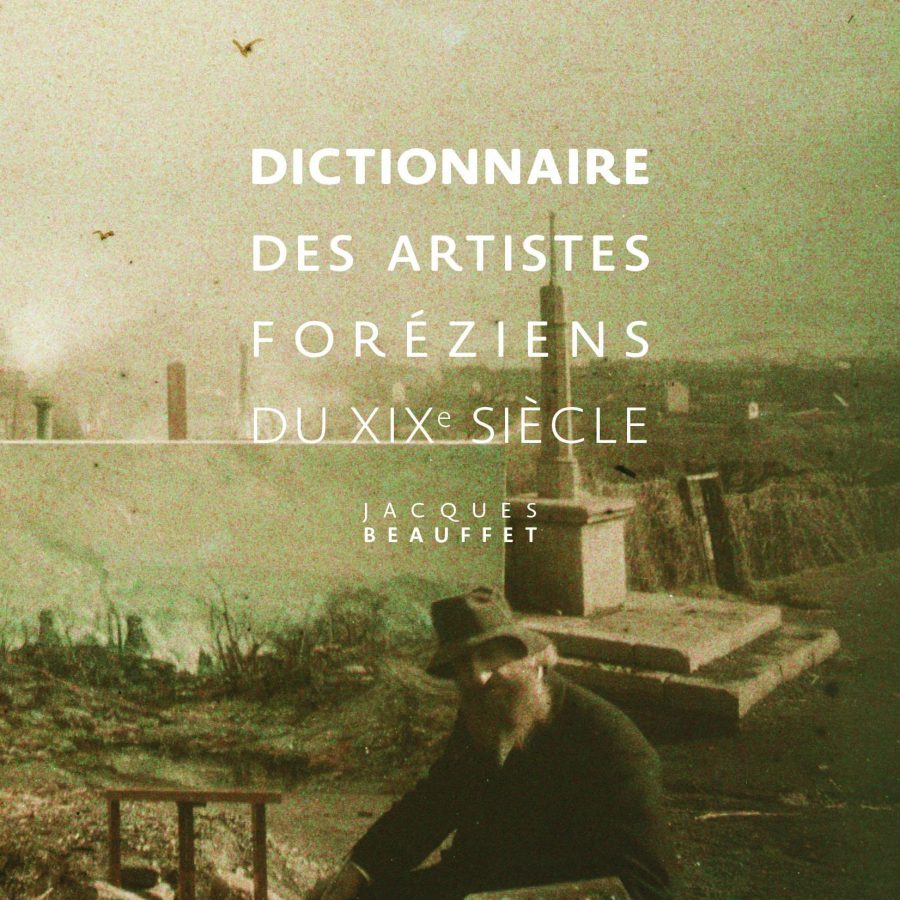 DICTIONNAIRE
DES ARTISTES
FORÉZIENS
DU XIXe SIÈCLE
JACQUES
BEAUFFET